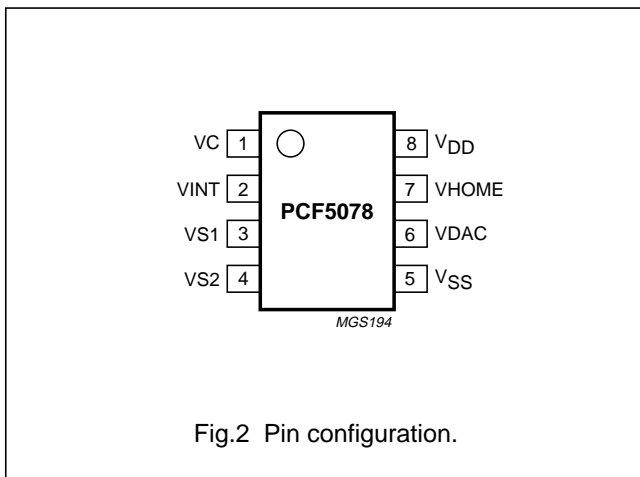 VC 1 8 VDD
VINT 2 7 VHOME
PCF5078
VS1 3 6 VDAC
VS2 4 5 VSS
MGS194
Fig.2 Pin configuration.